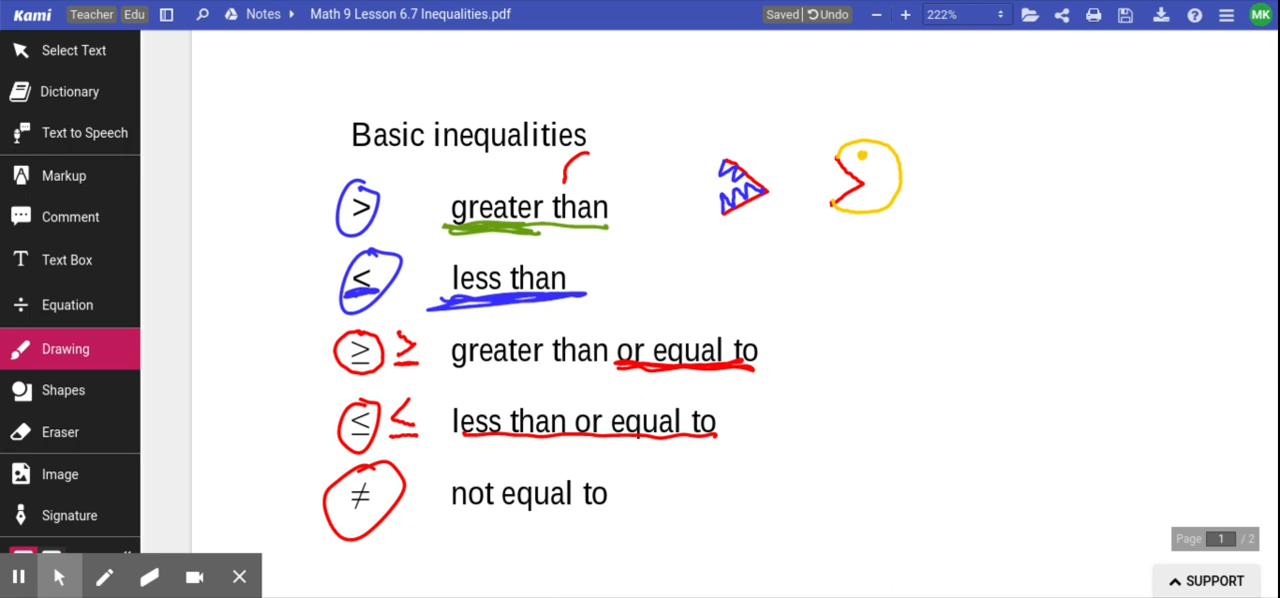 Kami Teacher Edu Notes Math 9 Lesson 6.7 Inequalities.pdf Saved Undo 222% MK
Select Text
Dictionary
Text to Speech
Markup
Comment
Text Box
Equation
Drawing
Shapes
Eraser
Image
Signature
Basic inequalities
> greater than
< less than
≥ ≥ greater than or equal to
≤ ≤ less than or equal to
≠ not equal to
Page 1 / 2
SUPPORT